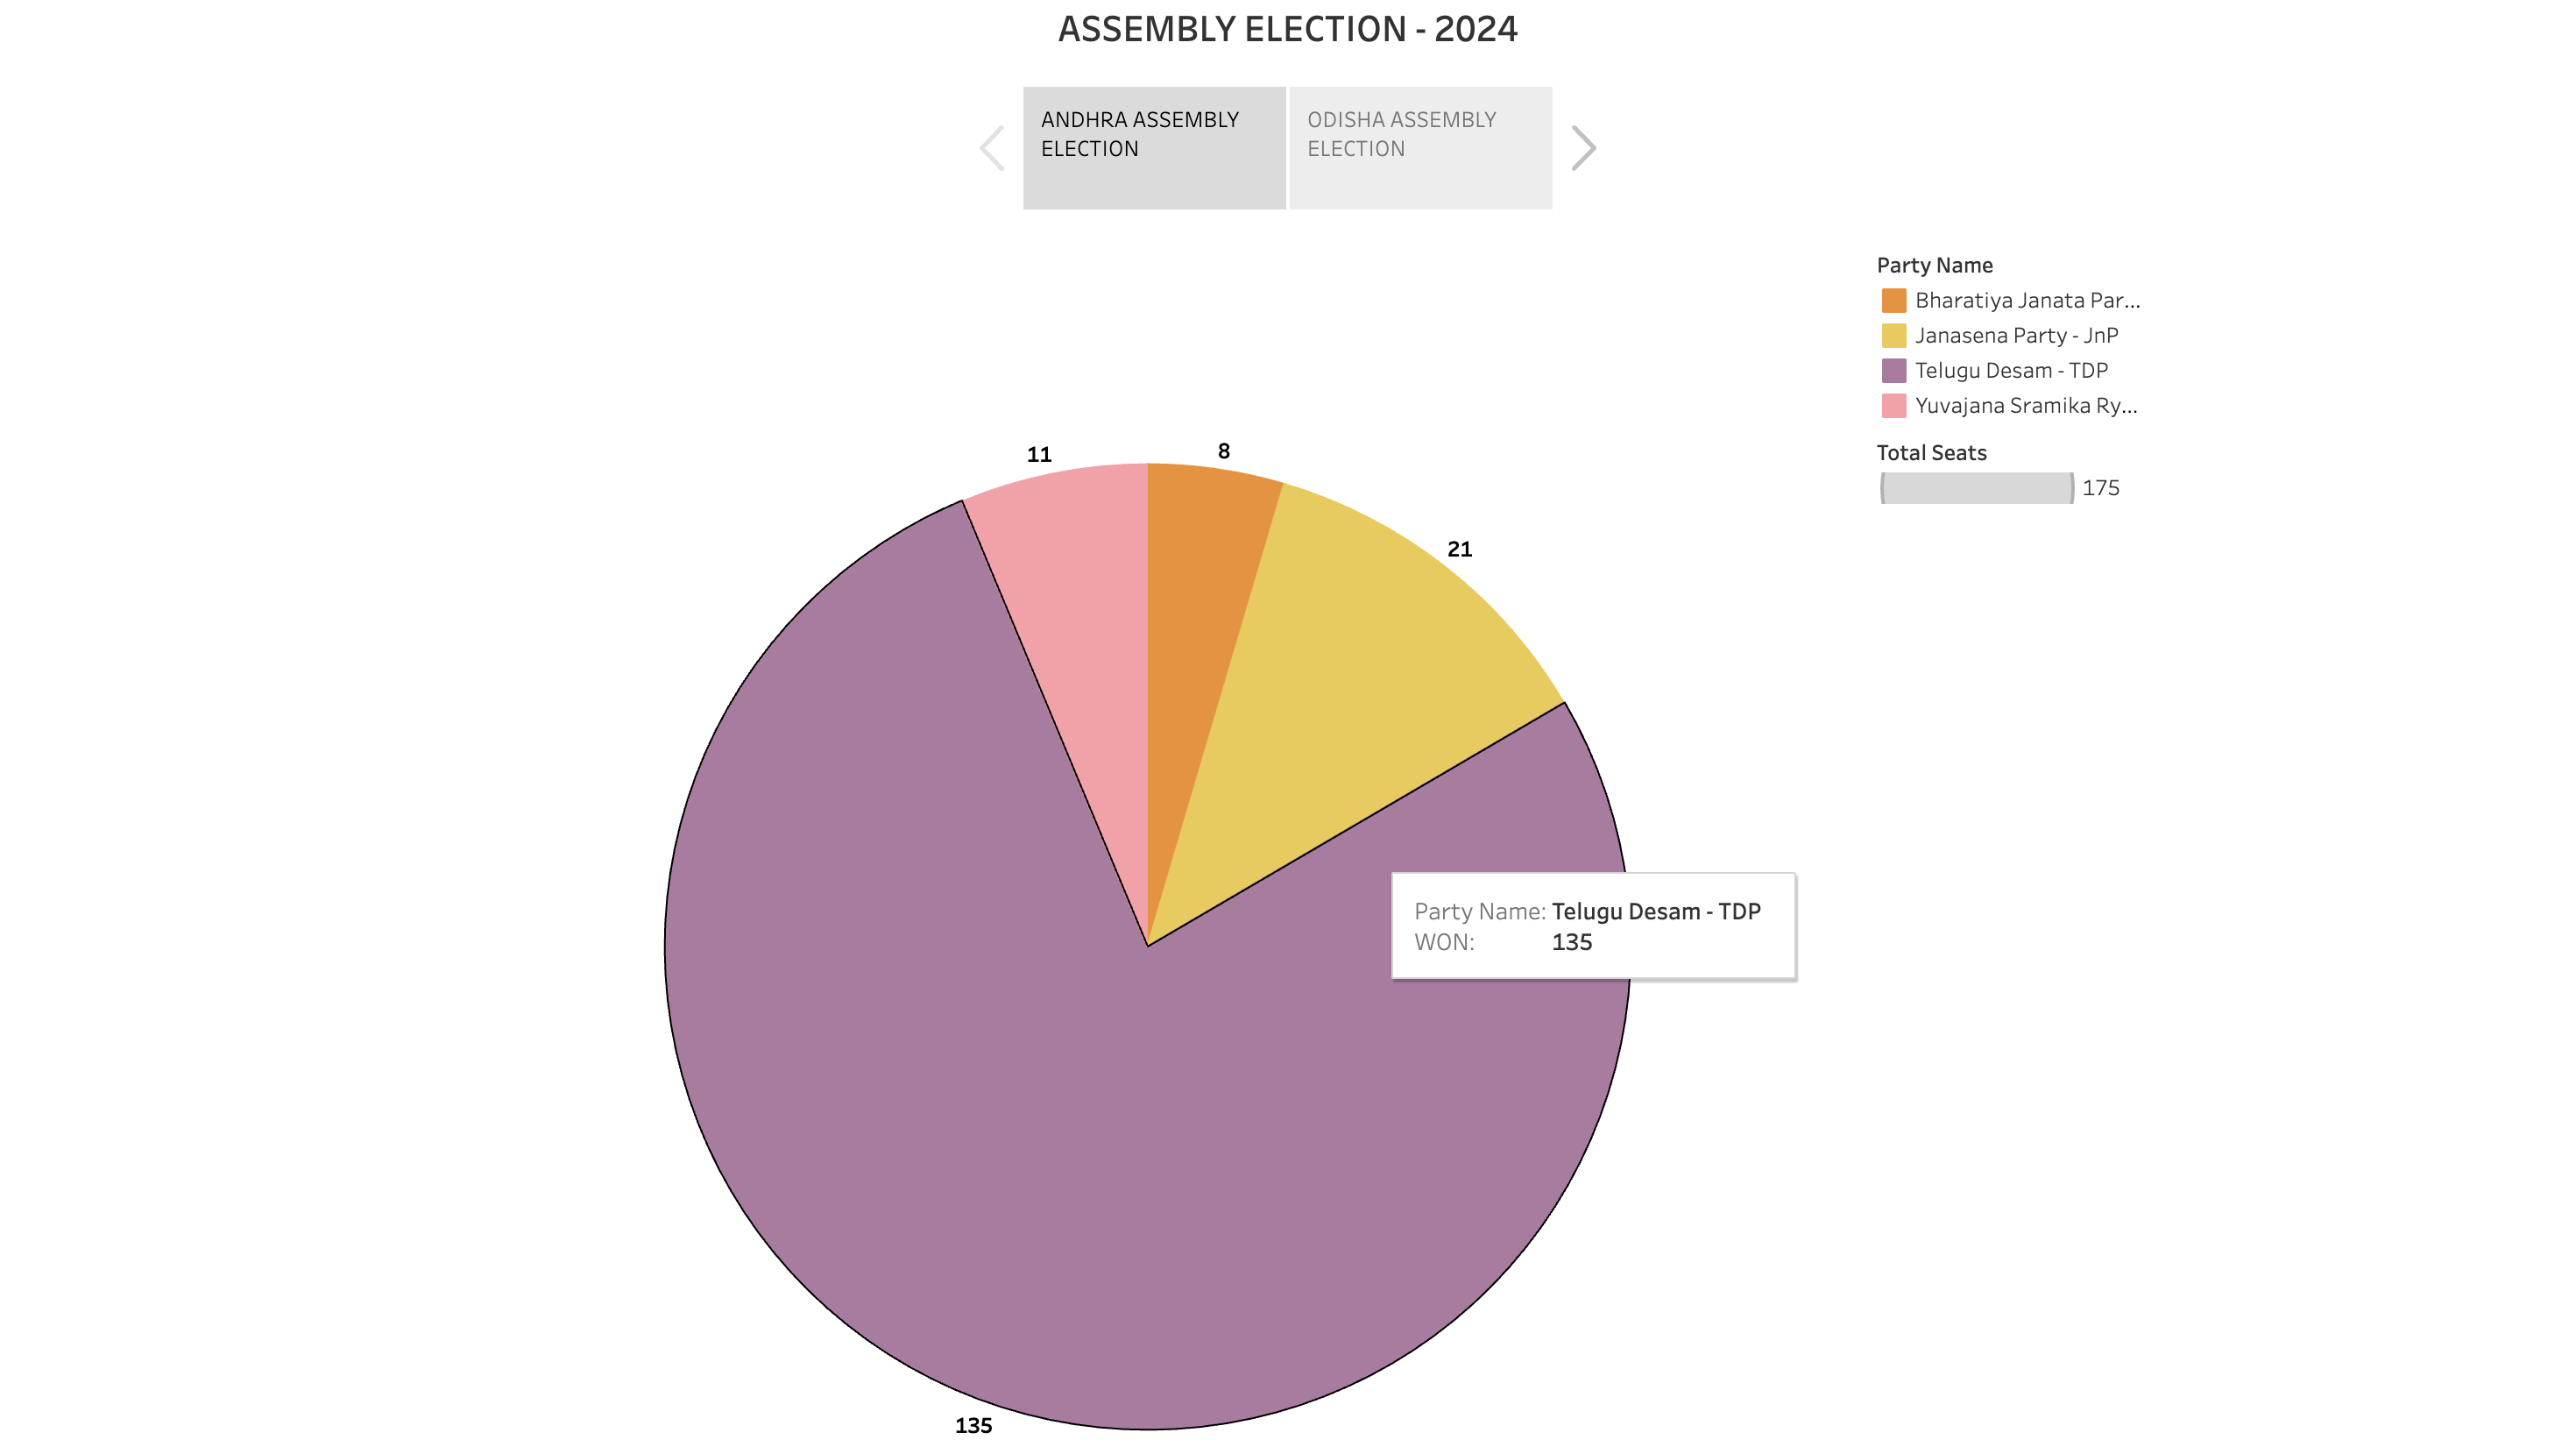 ASSEMBLY ELECTION - 2024
ANDHRA ASSEMBLY
ELECTION
ODISHA ASSEMBLY
ELECTION
Party Name
Bharatiya Janata Par...
Janasena Party - JnP
Telugu Desam - TDP
Yuvajana Sramika Ry...
Total Seats
175
11
8
21
Party Name: Telugu Desam - TDP
WON: 135
135